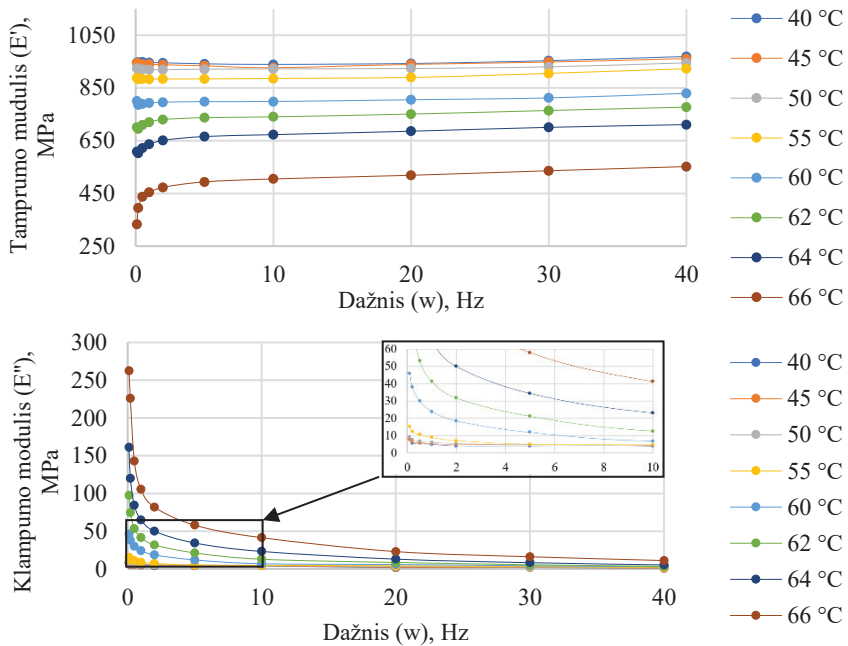 Tamprumo mudulis (E'),
MPa
1050
850
650
450
250
0
10
20
30
40
Dažnis (w), Hz
40 °C
45 °C
50 °C
55 °C
60 °C
62 °C
64 °C
66 °C
Klampumo modulis (E"),
MPa
300
250
200
150
100
50
0
0
10
20
30
40
Dažnis (w), Hz
60
50
40
30
20
10
0
0
2
4
6
8
10
40 °C
45 °C
50 °C
55 °C
60 °C
62 °C
64 °C
66 °C